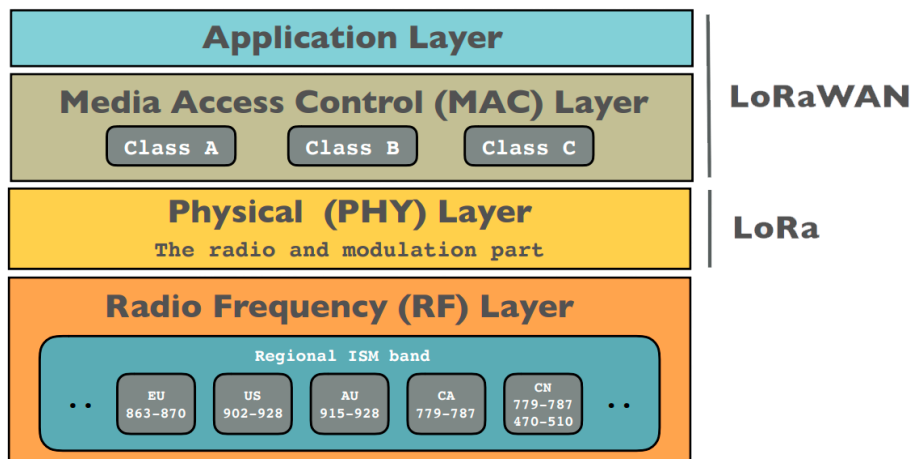 Application Layer
Media Access Control (MAC) Layer
Class A
Class B
Class C
LoRaWAN
Physical (PHY) Layer
The radio and modulation part
LoRa
Radio Frequency (RF) Layer
Regional ISM band
..
EU
863-870
US
902-928
AU
915-928
CA
779-787
CN
779-787
470-510
..